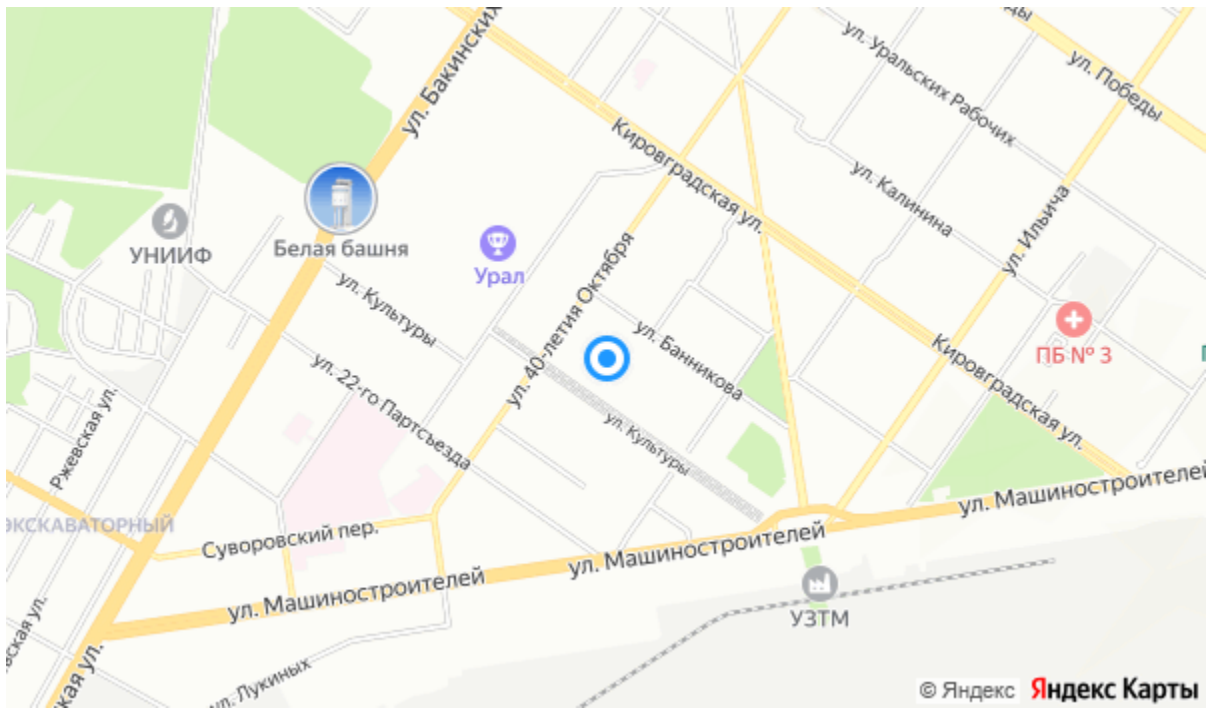 ул. Бакинских
ул. Уральских Рабочих
ул. Победы
Кировградская ул.
ул. Калинина
ул. Ильича
УНИИФ
Белая башня
Урал
ул. Культуры
ул. 40-летия Октября
ул. Банникова
ПБ № 3
Кировградская ул.
ул. 22-го Партсъезда
Ржевская ул.
ул. Культуры
ЭКСКАВАТОРНЫЙ
Суворовский пер.
ул. Машиностроителей
ул. Машиностроителей
ул. Машиностроителей
УЗТМ
ул. Лукиных
© Яндекс Яндекс Карты